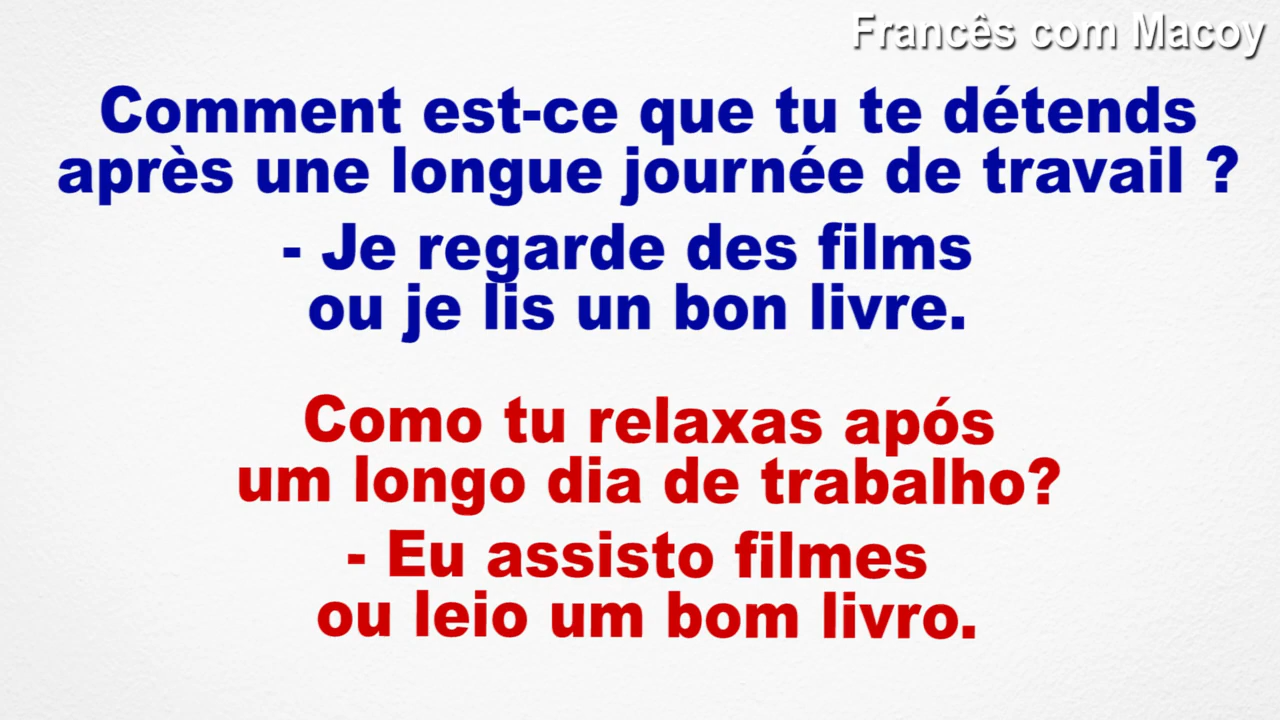 Francês com Macoy
Comment est-ce que tu te détends
après une longue journée de travail ?
- Je regarde des films
ou je lis un bon livre.
Como tu relaxas após
um longo dia de trabalho?
- Eu assisto filmes
ou leio um bom livro.